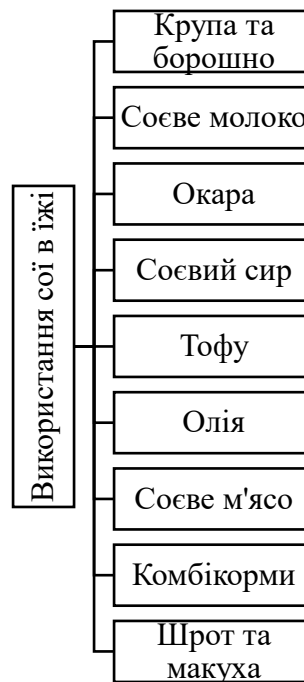 Використання сої в їжі
Крупа та
борошно
Соєве молоко
Окара
Соєвий сир
Тофу
Олія
Соєве м'ясо
Комбікорми
Шрот та
макуха